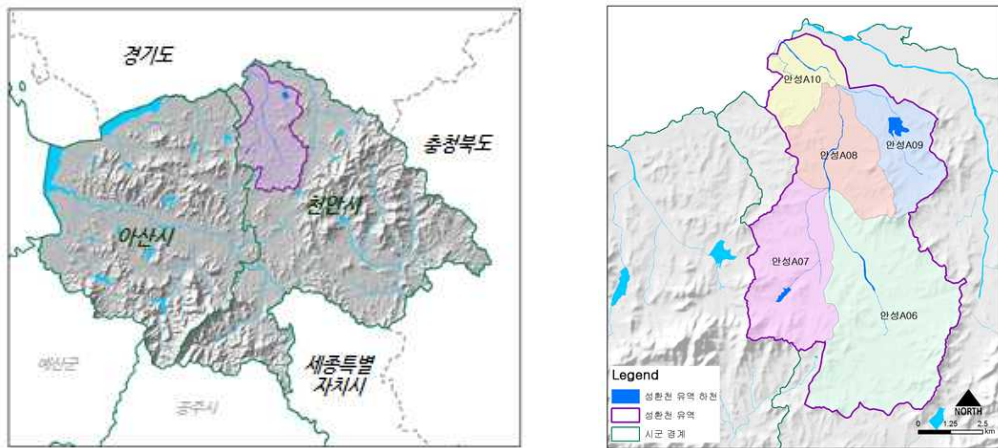 경기도
충청북도
천안시
아산시
예산군
공주시
세종특별
자치시
안성A10
안성A09
안성A08
안성A07
안성A06
Legend
성환천 유역 하천
성환천 유역
시군 경계
NORTH
0 1.25 2.5
km